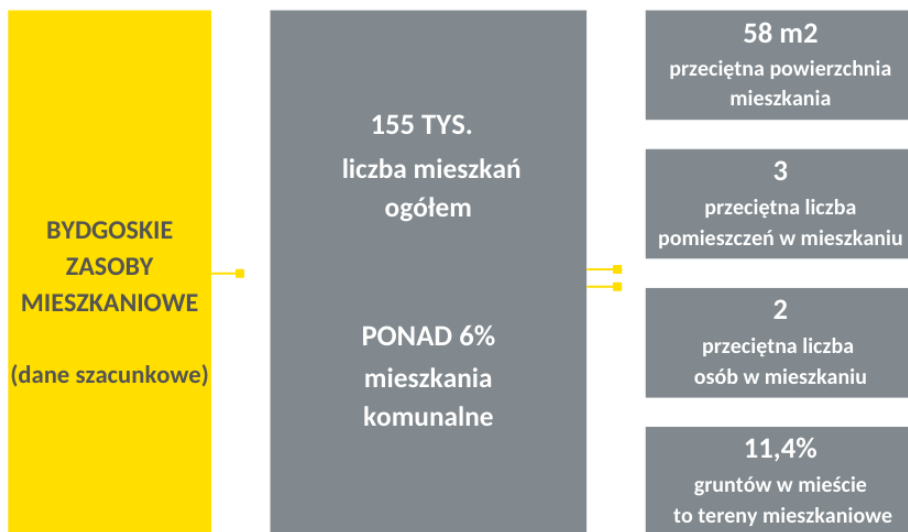 BYDGOSKIE
ZASOBY
MIESZKANIOWE
(dane szacunkowe)
155 TYS.
liczba mieszkań
ogółem
PONAD 6%
mieszkania
komunalne
58 m2
przeciętna powierzchnia
mieszkania
3
przeciętna liczba
pomieszczeń w mieszkaniu
2
przeciętna liczba
osób w mieszkaniu
11,4%
gruntów w mieście
to tereny mieszkaniowe